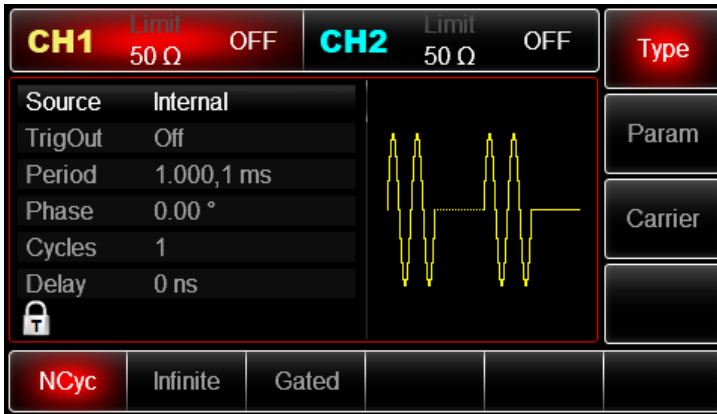 CH1 Limit 50 Ω OFF CH2 Limit 50 Ω OFF Type
Source Internal
TrigOut Off
Param
Period 1.000,1 ms
Phase 0.00 °
Carrier
Cycles 1
Delay 0 ns
T
NCyc Infinite Gated